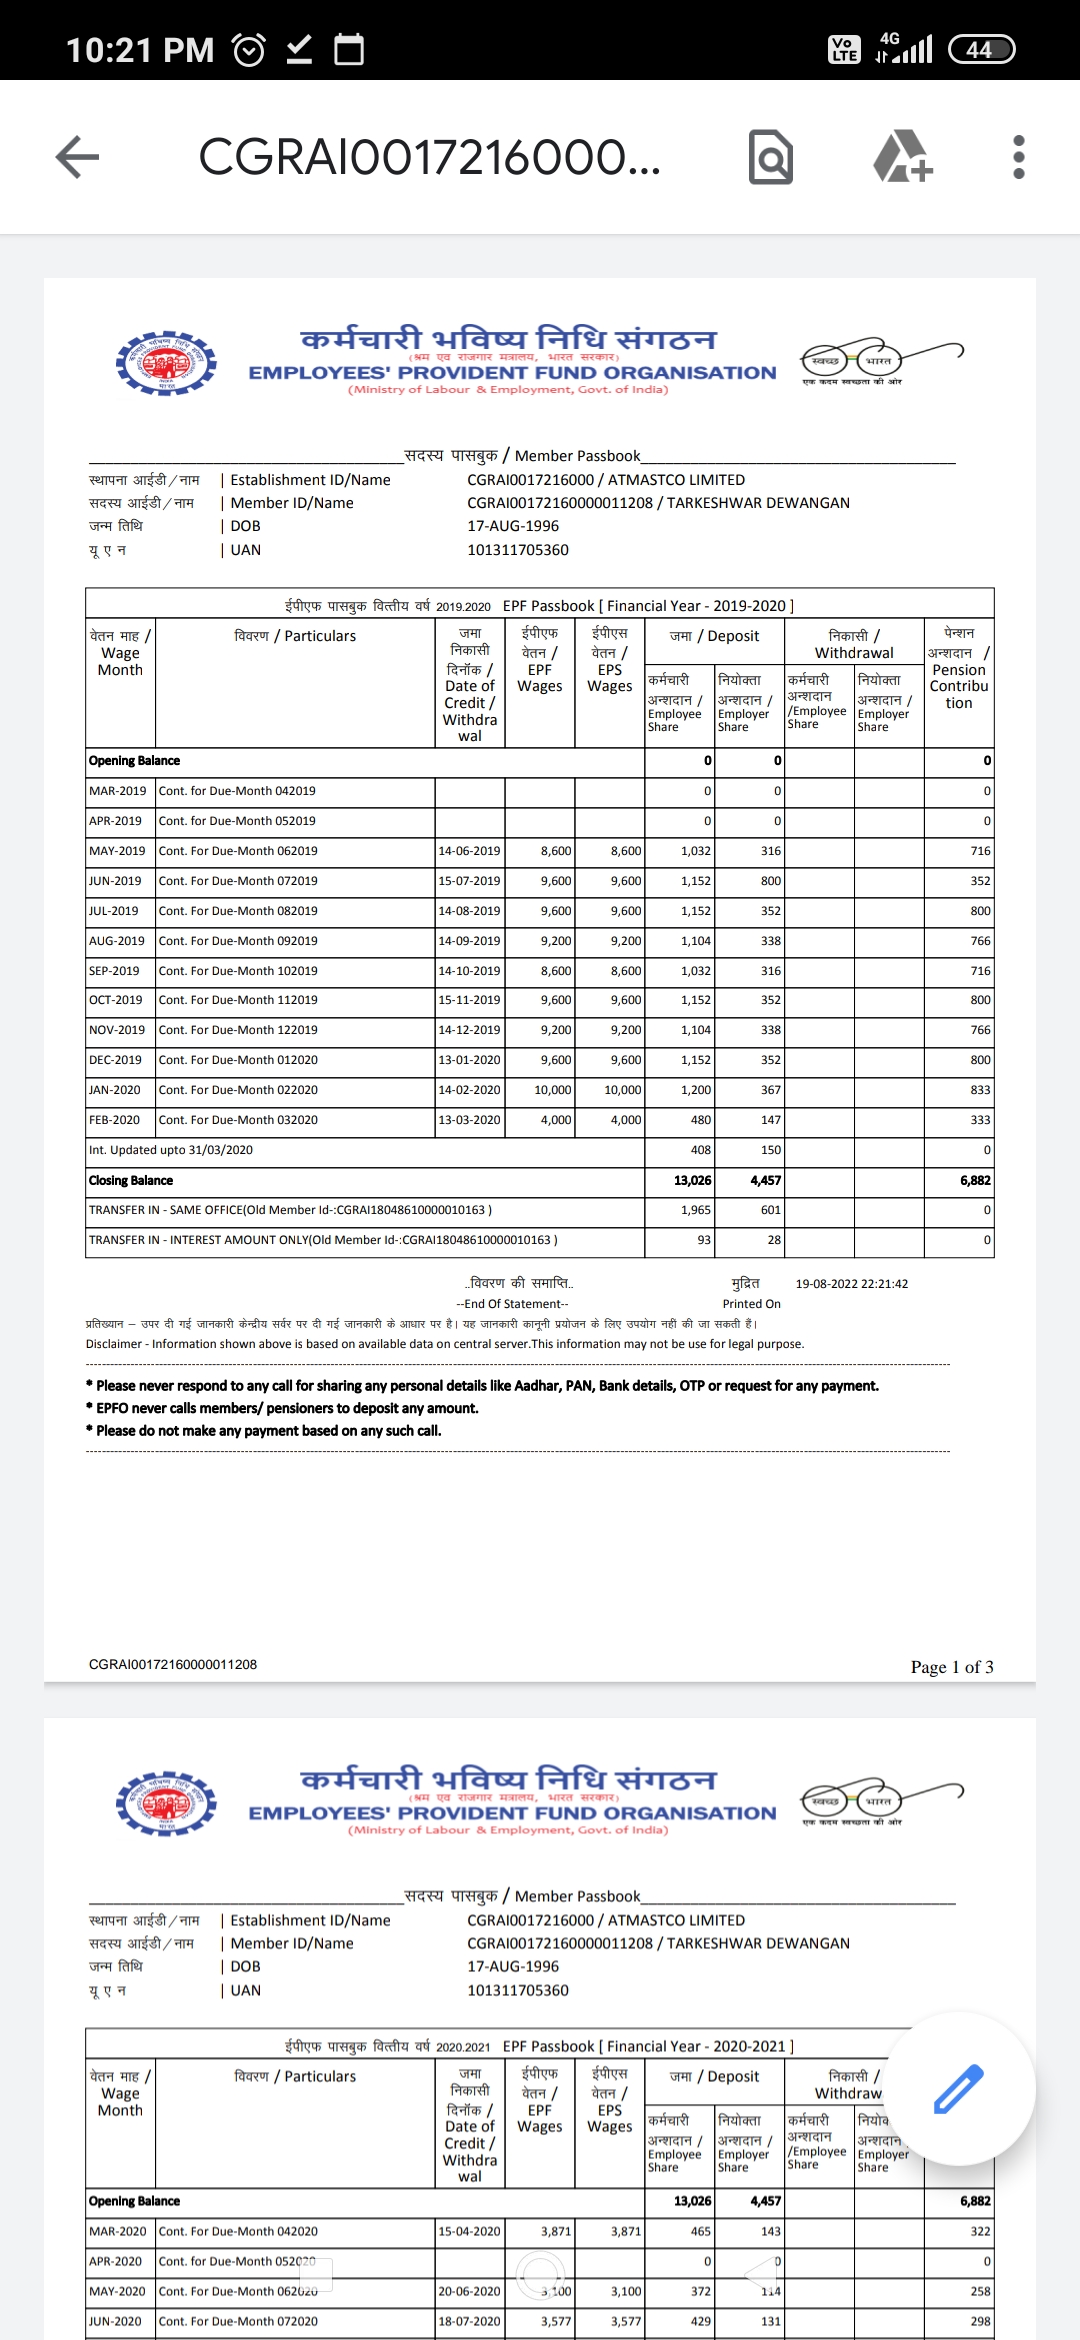 10:21 PM Vo LTE 4G 44
CGRAI0017216000...
कर्मचारी भविष्य निधि संगठन
(श्रम एवं रोजगार मंत्रालय, भारत सरकार)
EMPLOYEES' PROVIDENT FUND ORGANISATION
(Ministry of Labour & Employment, Govt. of India)
स्वच्छ भारत
एक कदम स्वच्छता की ओर
सदस्य पासबुक / Member Passbook
स्थापना आईडी/नाम | Establishment ID/Name CGRAI0017216000 / ATMASTCO LIMITED
सदस्य आईडी/नाम | Member ID/Name CGRAI00172160000011208 / TARKESHWAR DEWANGAN
जन्म तिथि | DOB 17-AUG-1996
यू ए न | UAN 101311705360
ईपीएफ पासबुक वित्तीय वर्ष 2019.2020 EPF Passbook [ Financial Year - 2019-2020 ]
वेतन माह / Wage Month
विवरण / Particulars
जमा निकासी दिनॉक / Date of Credit / Withdra wal
ईपीएफ वेतन / EPF Wages
ईपीएस वेतन / EPS Wages
जमा / Deposit
निकासी / Withdrawal
पेन्शन अन्शदान / Pension Contribu tion
कर्मचारी अन्शदान / Employee Share
नियोक्ता अन्शदान / Employer Share
कर्मचारी अन्शदान /Employee Share
नियोक्ता अन्शदान / Employer Share
Opening Balance 0 0 0
MAR-2019 Cont. for Due-Month 042019 0 0 0
APR-2019 Cont. for Due-Month 052019 0 0 0
MAY-2019 Cont. For Due-Month 062019 14-06-2019 8,600 8,600 1,032 316 716
JUN-2019 Cont. For Due-Month 072019 15-07-2019 9,600 9,600 1,152 800 352
JUL-2019 Cont. For Due-Month 082019 14-08-2019 9,600 9,600 1,152 352 800
AUG-2019 Cont. For Due-Month 092019 14-09-2019 9,200 9,200 1,104 338 766
SEP-2019 Cont. For Due-Month 102019 14-10-2019 8,600 8,600 1,032 316 716
OCT-2019 Cont. For Due-Month 112019 15-11-2019 9,600 9,600 1,152 352 800
NOV-2019 Cont. For Due-Month 122019 14-12-2019 9,200 9,200 1,104 338 766
DEC-2019 Cont. For Due-Month 012020 13-01-2020 9,600 9,600 1,152 352 800
JAN-2020 Cont. For Due-Month 022020 14-02-2020 10,000 10,000 1,200 367 833
FEB-2020 Cont. For Due-Month 032020 13-03-2020 4,000 4,000 480 147 333
Int. Updated upto 31/03/2020 408 150 0
Closing Balance 13,026 4,457 6,882
TRANSFER IN - SAME OFFICE(Old Member Id-:CGRAI18048610000010163 ) 1,965 601 0
TRANSFER IN - INTEREST AMOUNT ONLY(Old Member Id-:CGRAI18048610000010163 ) 93 28 0
..विवरण की समाप्ति.. मुद्रित 19-08-2022 22:21:42
--End Of Statement-- Printed On
प्रतिख्यान – उपर दी गई जानकारी केन्द्रीय सर्वर पर दी गई जानकारी के आधार पर है। यह जानकारी कानूनी प्रयोजन के लिए उपयोग नही की जा सकती हैं।
Disclaimer - Information shown above is based on available data on central server.This information may not be use for legal purpose.
* Please never respond to any call for sharing any personal details like Aadhar, PAN, Bank details, OTP or request for any payment.
* EPFO never calls members/ pensioners to deposit any amount.
* Please do not make any payment based on any such call.
CGRAI00172160000011208 Page 1 of 3
कर्मचारी भविष्य निधि संगठन
(श्रम एवं रोजगार मंत्रालय, भारत सरकार)
EMPLOYEES' PROVIDENT FUND ORGANISATION
(Ministry of Labour & Employment, Govt. of India)
स्वच्छ भारत
एक कदम स्वच्छता की ओर
सदस्य पासबुक / Member Passbook
स्थापना आईडी/नाम | Establishment ID/Name CGRAI0017216000 / ATMASTCO LIMITED
सदस्य आईडी/नाम | Member ID/Name CGRAI00172160000011208 / TARKESHWAR DEWANGAN
जन्म तिथि | DOB 17-AUG-1996
यू ए न | UAN 101311705360
ईपीएफ पासबुक वित्तीय वर्ष 2020.2021 EPF Passbook [ Financial Year - 2020-2021 ]
वेतन माह / Wage Month
विवरण / Particulars
जमा निकासी दिनॉक / Date of Credit / Withdra wal
ईपीएफ वेतन / EPF Wages
ईपीएस वेतन / EPS Wages
जमा / Deposit
निकासी / Withdraw
कर्मचारी अन्शदान / Employee Share
नियोक्ता अन्शदान / Employer Share
कर्मचारी अन्शदान /Employee Share
अन्शदान Employer Share
Opening Balance 13,026 4,457 6,882
MAR-2020 Cont. For Due-Month 042020 15-04-2020 3,871 3,871 465 143 322
APR-2020 Cont. for Due-Month 052020 0 0 0
MAY-2020 Cont. For Due-Month 062020 20-06-2020 3,100 3,100 372 114 258
JUN-2020 Cont. For Due-Month 072020 18-07-2020 3,577 3,577 429 131 298